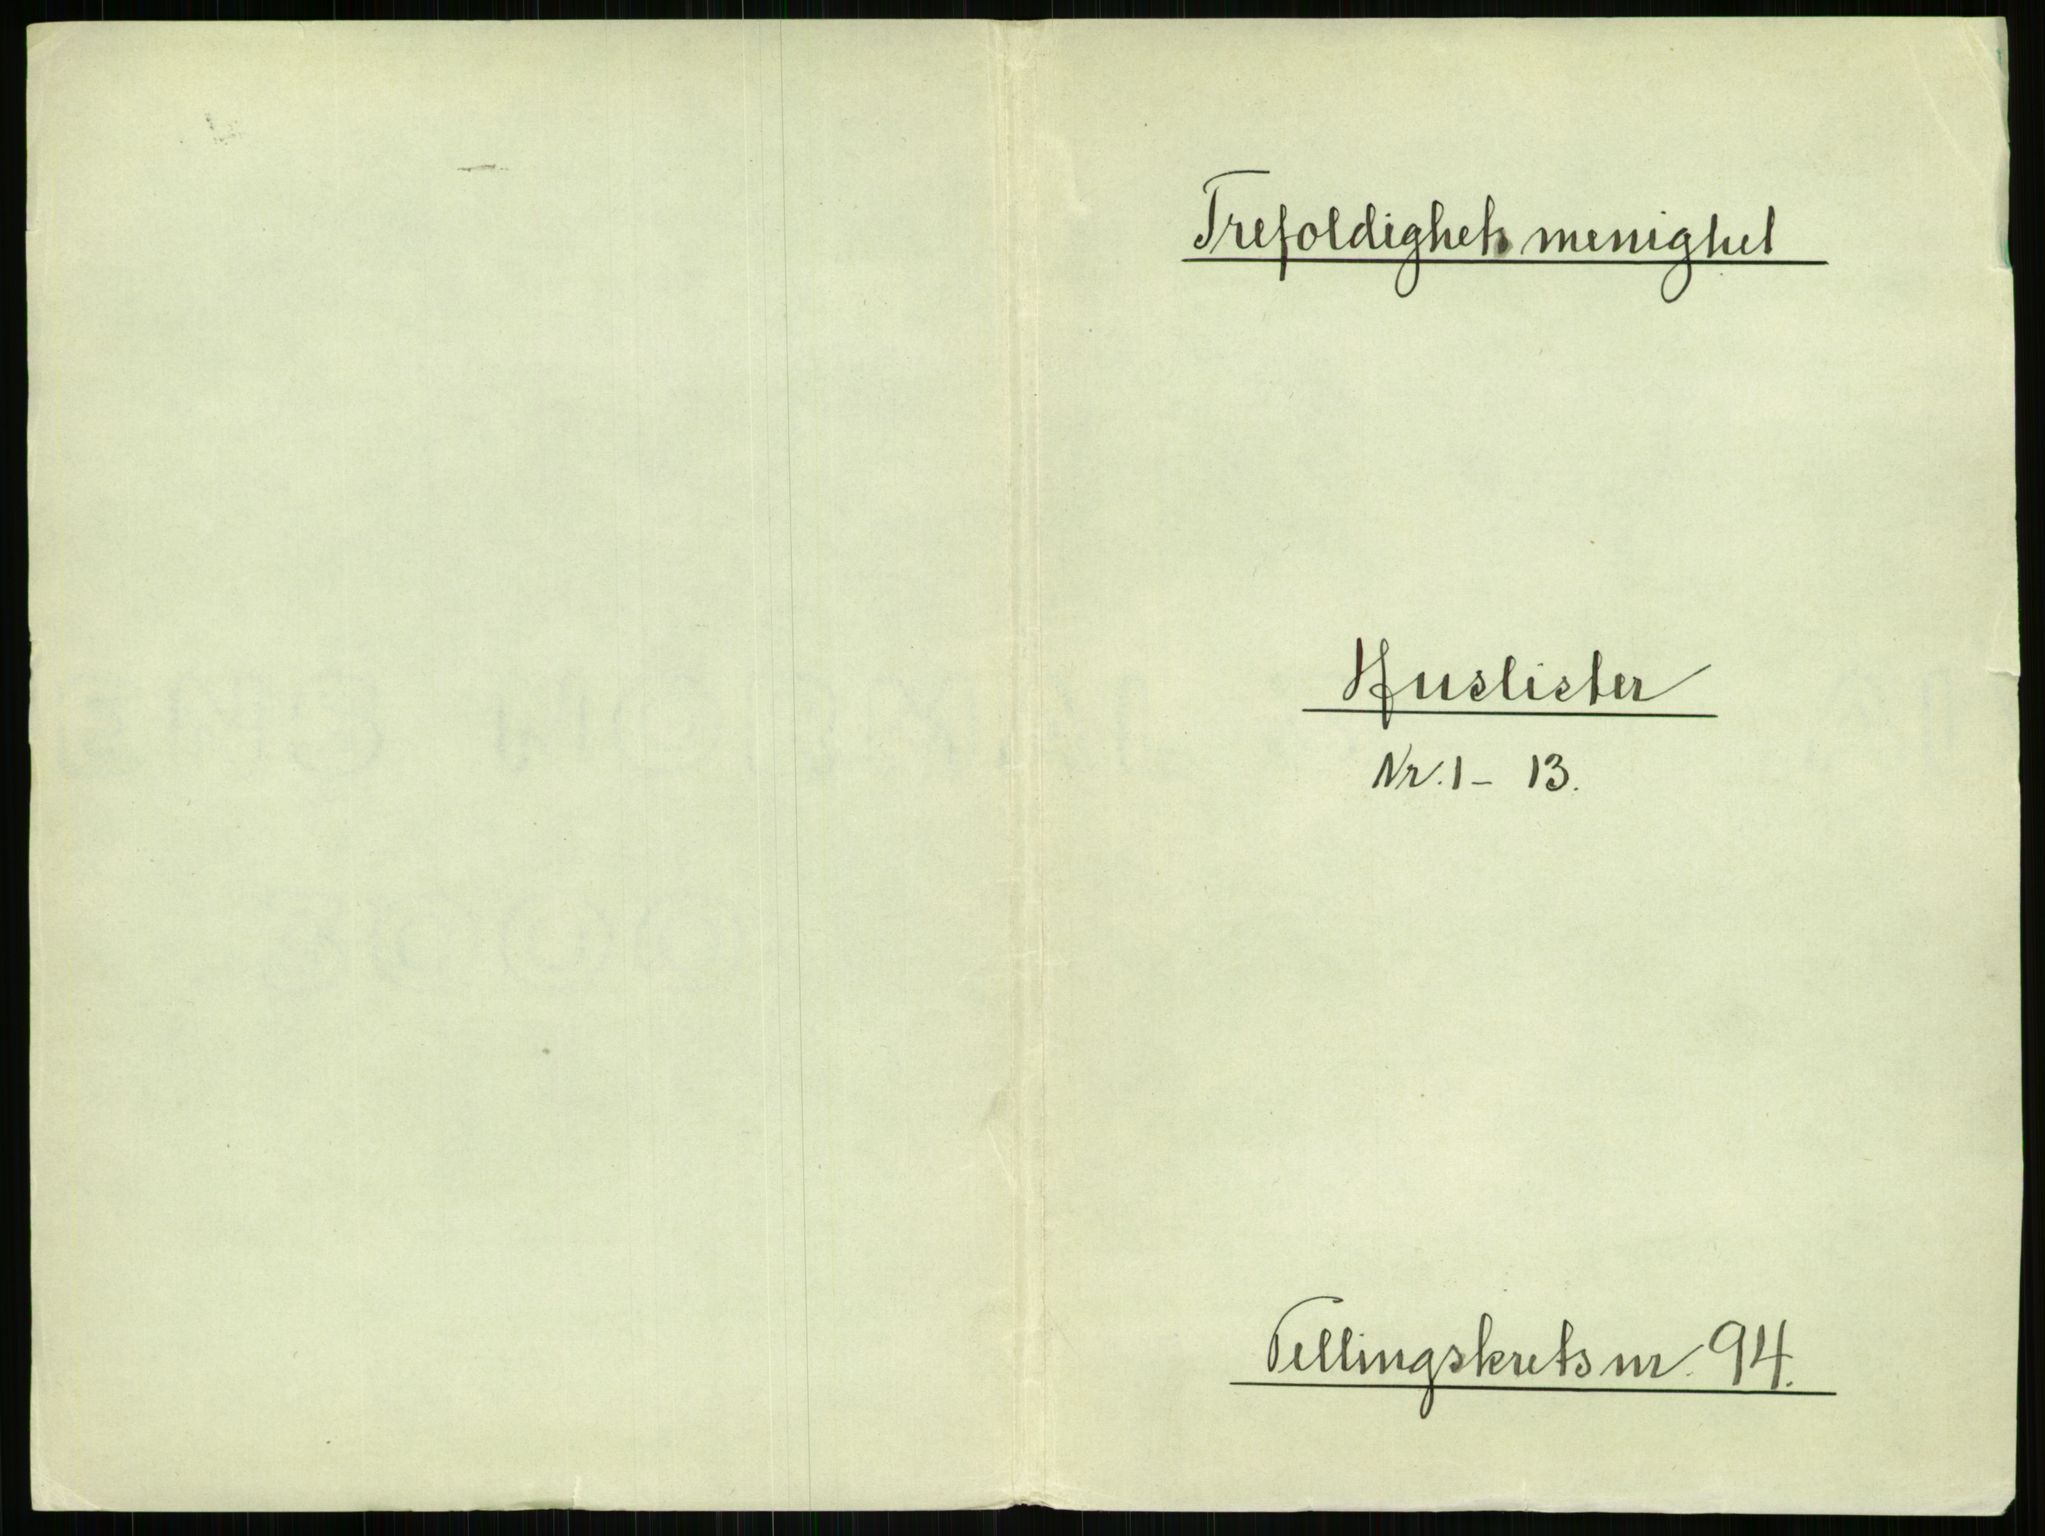 Trefoldighets menighet
Huslister
Nr. 1 - 13.
Tellingskrets nr. 94.